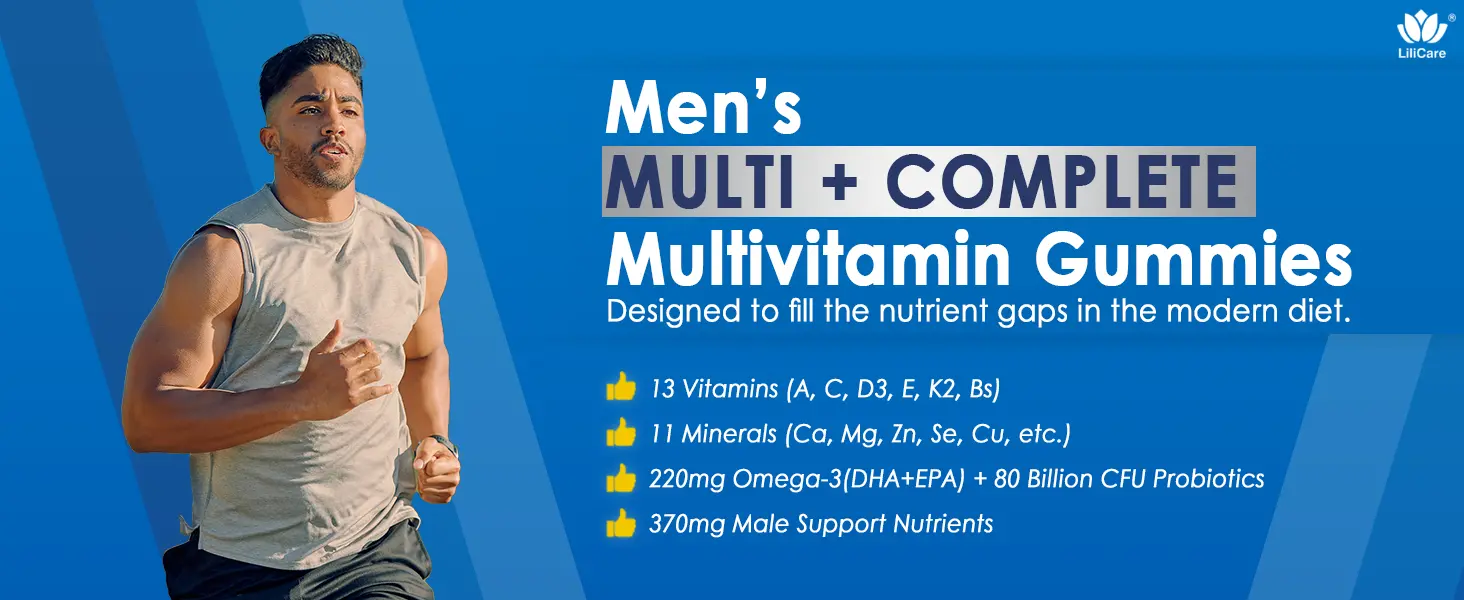 LiliCare®
Men’s
MULTI + COMPLETE
Multivitamin Gummies
Designed to fill the nutrient gaps in the modern diet.
13 Vitamins (A, C, D3, E, K2, Bs)
11 Minerals (Ca, Mg, Zn, Se, Cu, etc.)
220mg Omega-3(DHA+EPA) + 80 Billion CFU Probiotics
370mg Male Support Nutrients